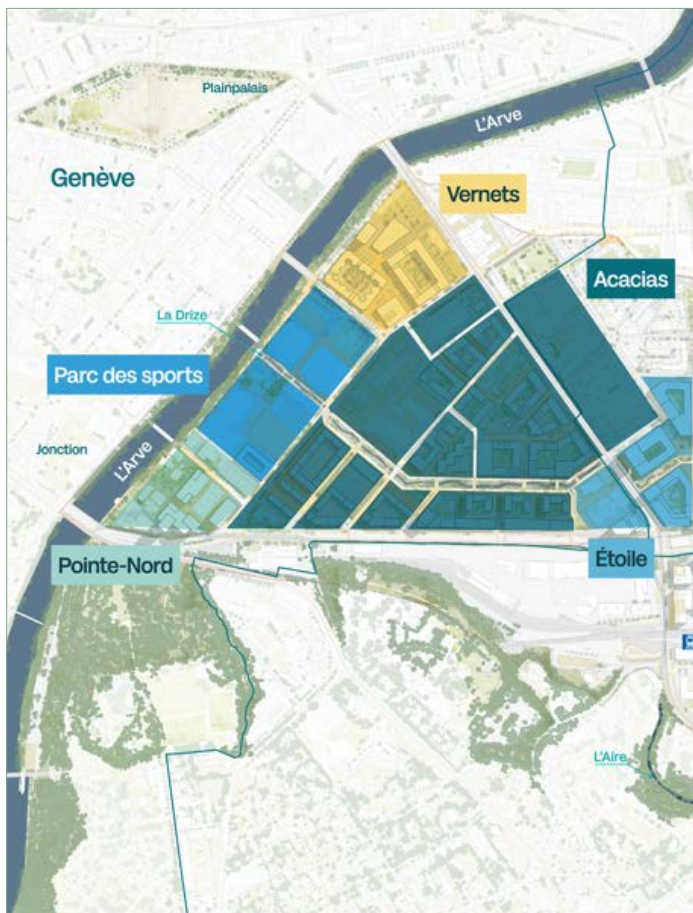 Plainpalais
L'Arve
Genève
Vernets
Acacias
La Drize
Parc des sports
Jonction
L'Arve
Pointe-Nord
Étoile
L'Aire